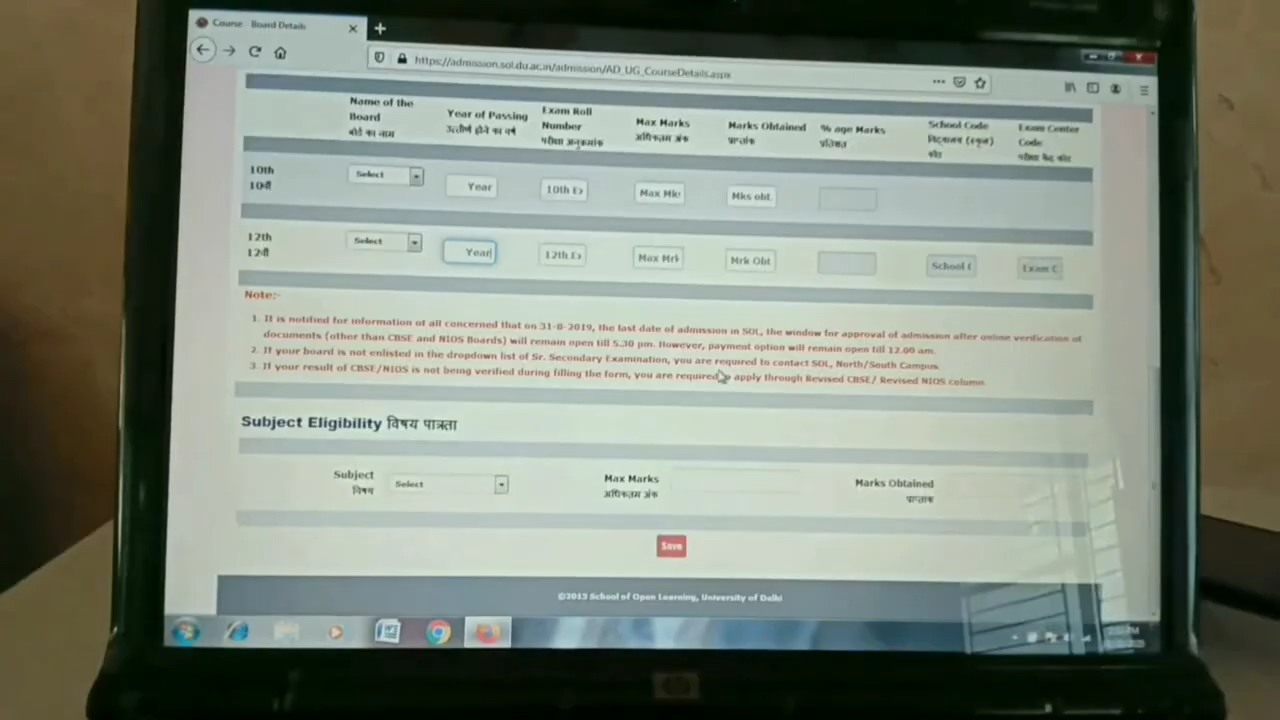 Course - Board Details
https://admission.sol.du.ac.in/admission/AD_UG_CourseDetails.aspx
Name of the Board बोर्ड का नाम
Year of Passing उत्तीर्ण होने का वर्ष
Exam Roll Number परीक्षा अनुक्रमांक
Max Marks अधिकतम अंक
Marks Obtained प्राप्तांक
% age Marks प्रतिशत
School Code विद्यालय (स्कूल) कोड
Exam Center Code परीक्षा केंद्र कोड
10th 10वीं Select Year 10th Ex Max Mk: Mks obt.
12th 12वीं Select Year 12th Ex Max Mrk Mrk Obt School C Exam C
Note:-
1. It is notified for information of all concerned that on 31-8-2019, the last date of admission in SOL, the window for approval of admission after online verification of
documents (other than CBSE and NIOS Boards) will remain open till 5.30 pm. However, payment option will remain open till 12.00 am.
2. If your board is not enlisted in the dropdown list of Sr. Secondary Examination, you are required to contact SOL, North/South Campus.
3. If your result of CBSE/NIOS is not being verified during filling the form, you are required to apply through Revised CBSE/ Revised NIOS column
Subject Eligibility विषय पात्रता
Subject विषय Select
Max Marks अधिकतम अंक
Marks Obtained प्राप्तांक
Save
©2013 School of Open Learning, University of Delhi
hp